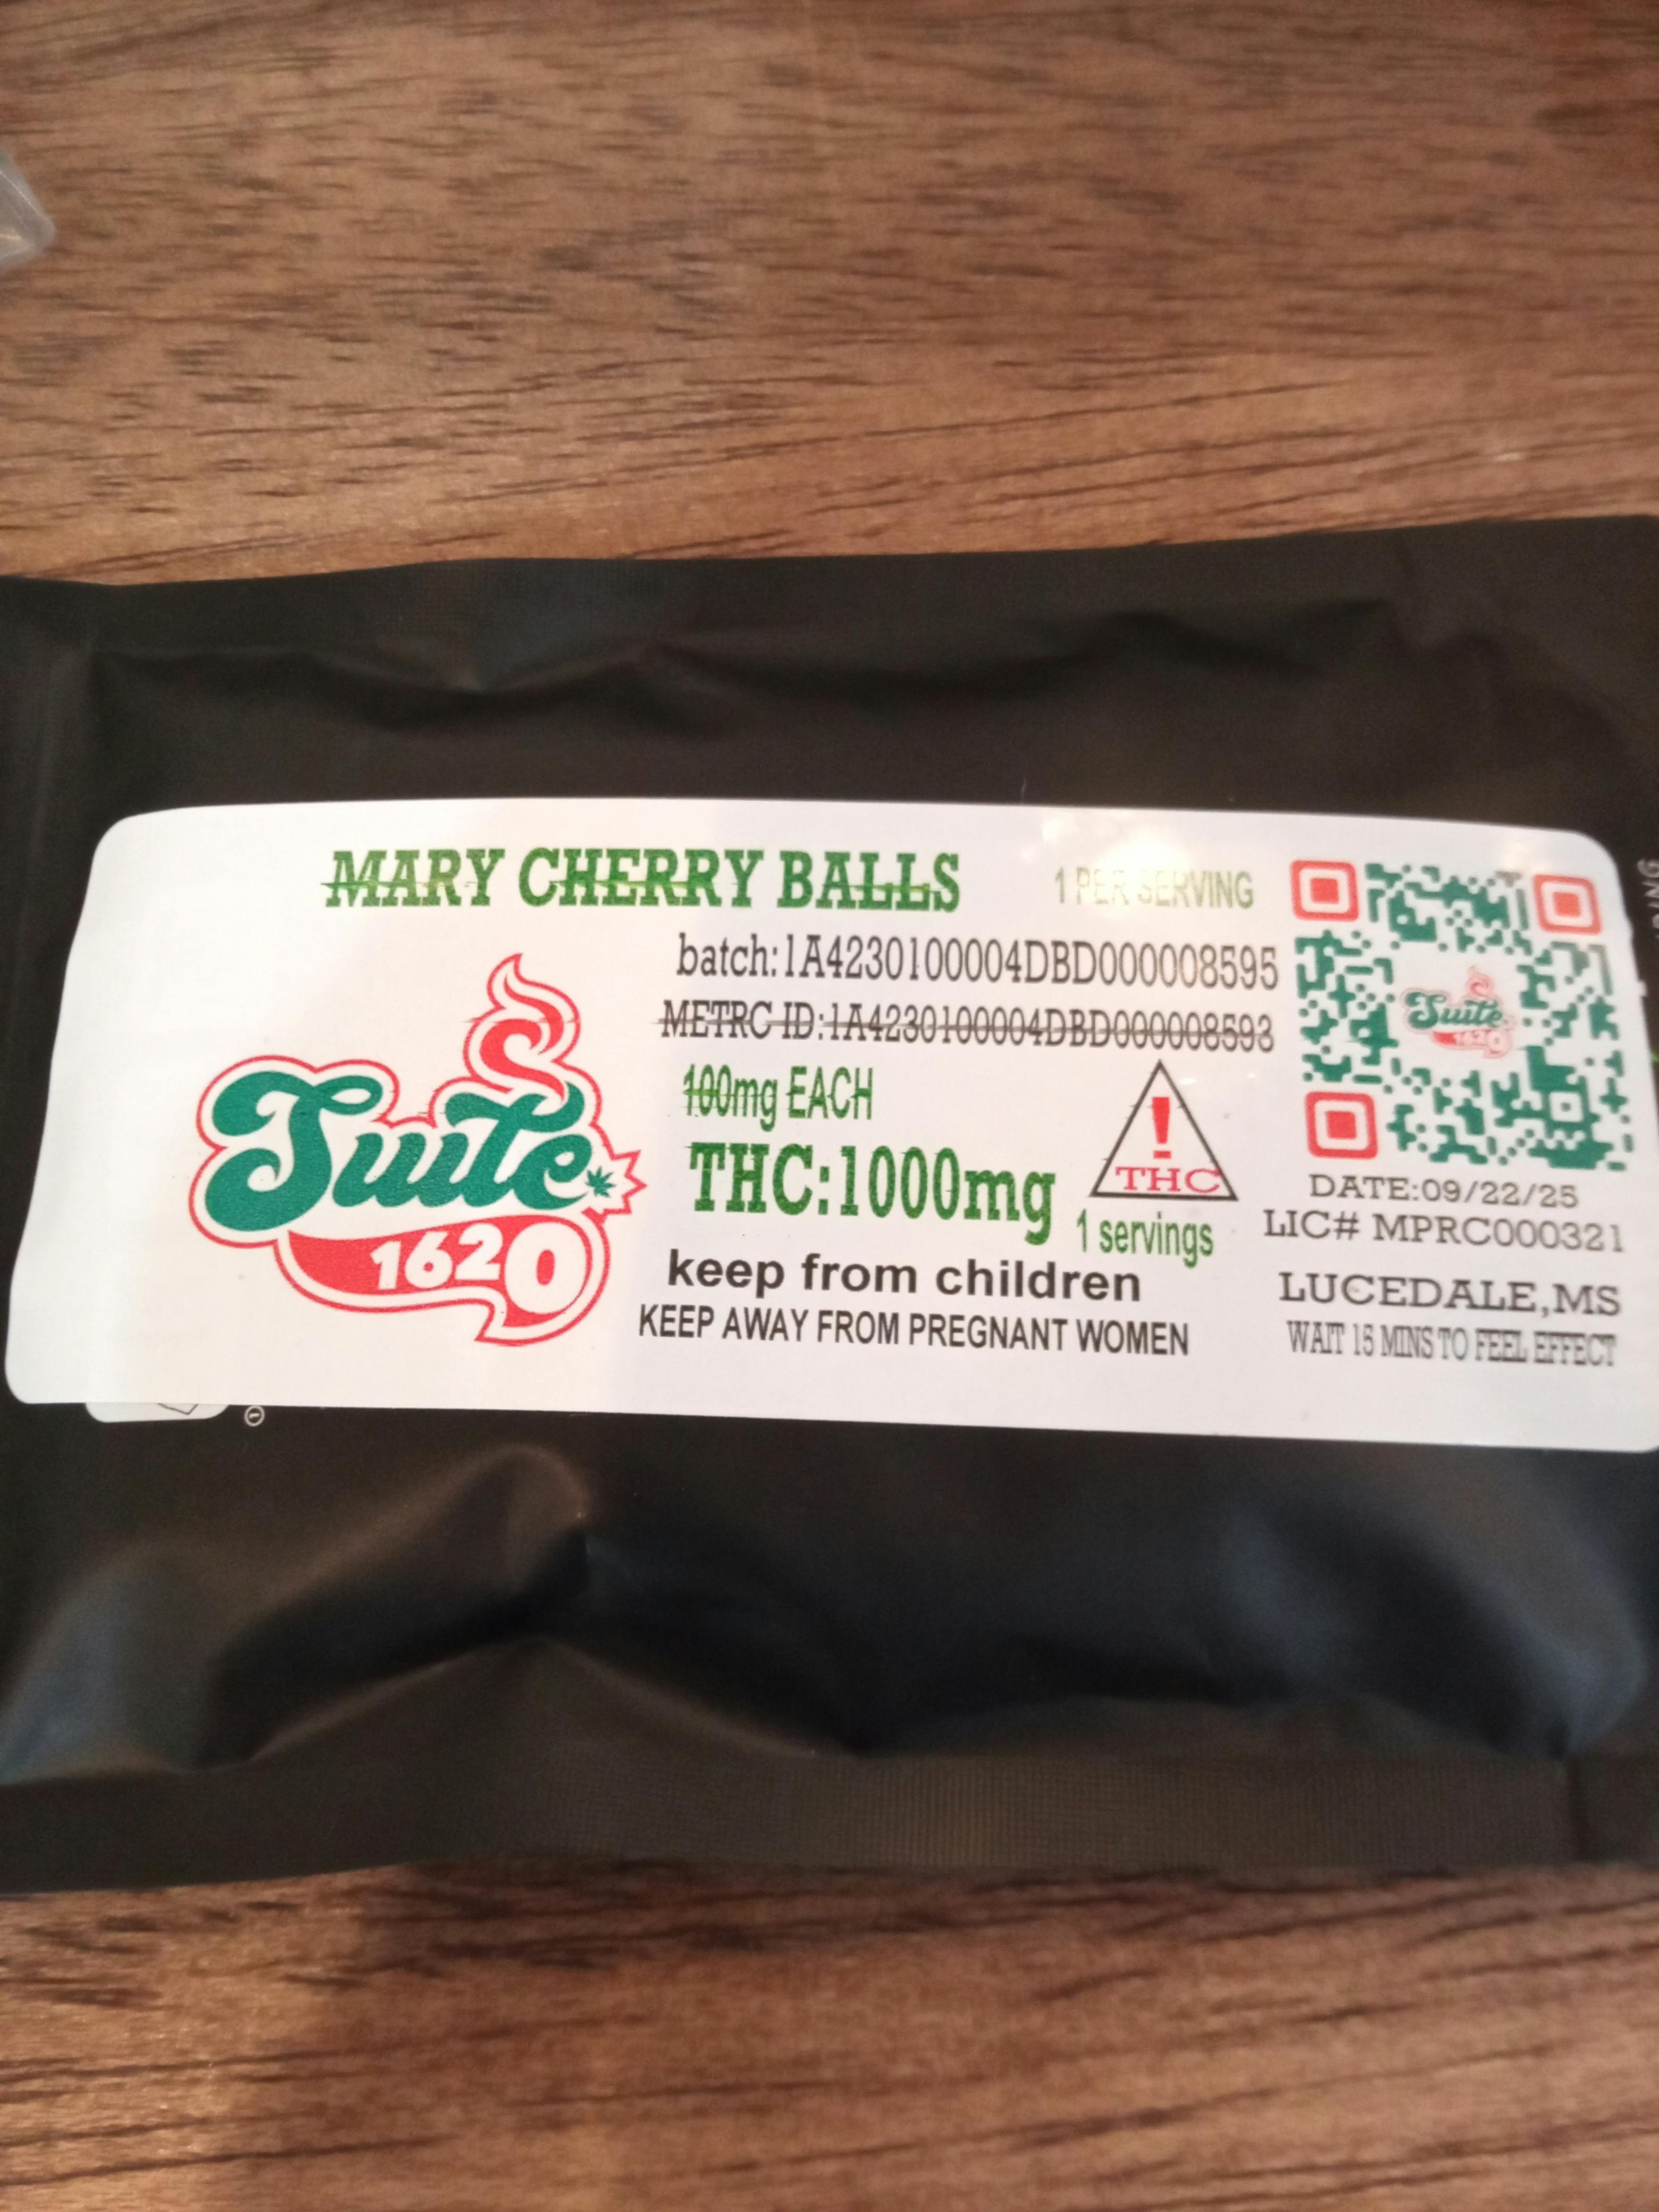 MARY CHERRY BALLS
1 PER SERVING
batch:1A4230100004DBD000008595
METRC ID:1A4230100004DBD000008593
100mg EACH
THC:1000mg
! THC
1 servings
keep from children
KEEP AWAY FROM PREGNANT WOMEN
Suite
1620
Suite
1620
DATE:09/22/25
LIC# MPRC000321
LUCEDALE,MS
WAIT 15 MINS TO FEEL EFFECT